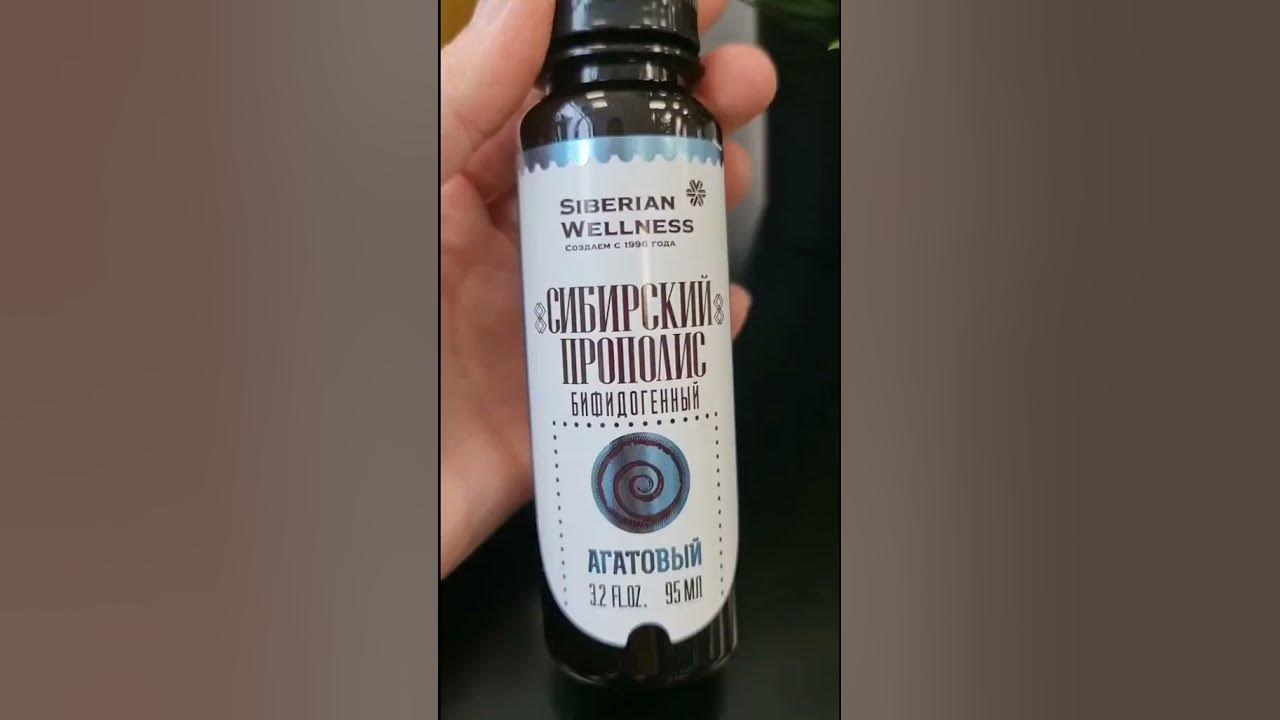 SIBERIAN
WELLNESS
СОЗДАЕМ С 1996 ГОДА
СИБИРСКИЙ
ПРОПОЛИС
БИФИДОГЕННЫЙ
АГАТОВЫЙ
3.2 FL.OZ. 95 МЛ